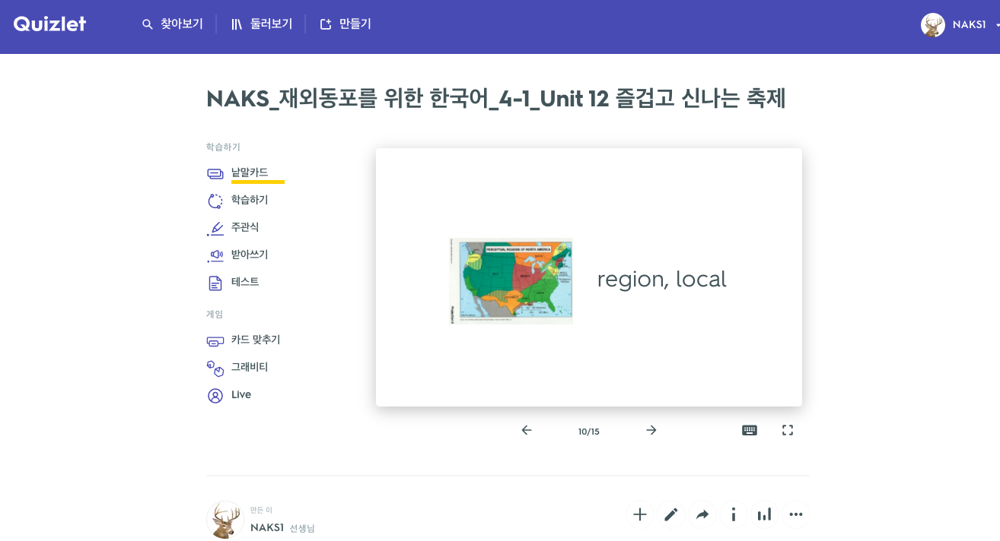 Quizlet
찾아보기
둘러보기
만들기
NAKS1
NAKS_재외동포를 위한 한국어_4-1_Unit 12 즐겁고 신나는 축제
학습하기
낱말카드
학습하기
주관식
받아쓰기
테스트
게임
카드 맞추기
그래비티
Live
PERCEPTUAL REGIONS OF NORTH AMERICA
region, local
10/15
만든 이
NAKS1 선생님